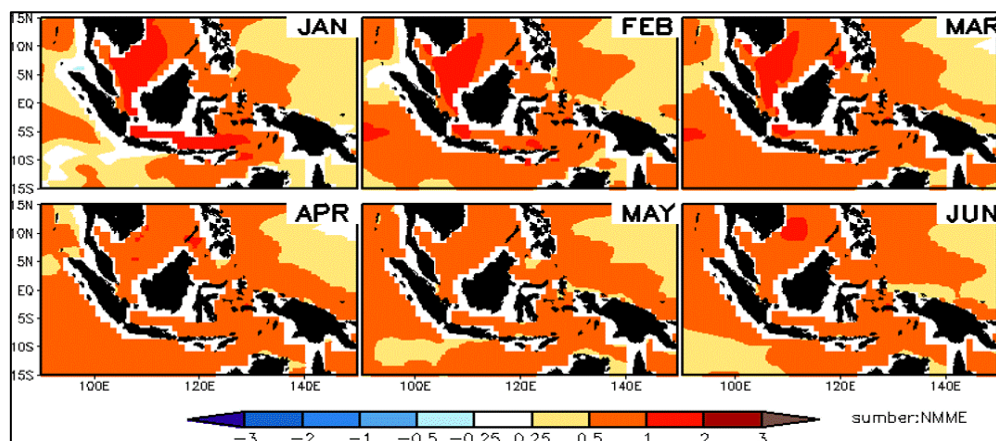 JAN FEB MAR
15N
10N
5N
EQ
5S
10S
15S
APR MAY JUN
15N
10N
5N
EQ
5S
10S
15S
100E 120E 140E 100E 120E 140E 100E 120E 140E
-3 -2 -1 -0.5 -0.25 0.25 0.5 1 2 3
sumber:NMME